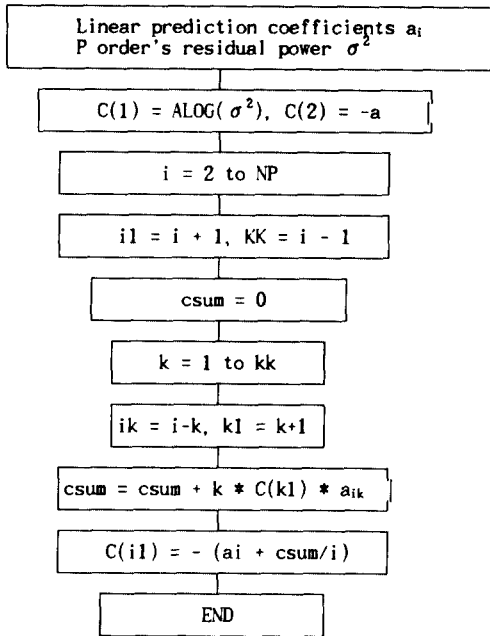 Linear prediction coefficients aᵢ
P order's residual power σ²
C(1) = ALOG(σ²), C(2) = -a
i = 2 to NP
i1 = i + 1, KK = i - 1
csum = 0
k = 1 to kk
ik = i-k, k1 = k+1
csum = csum + k * C(k1) * aᵢₖ
C(i1) = - (ai + csum/i)
END